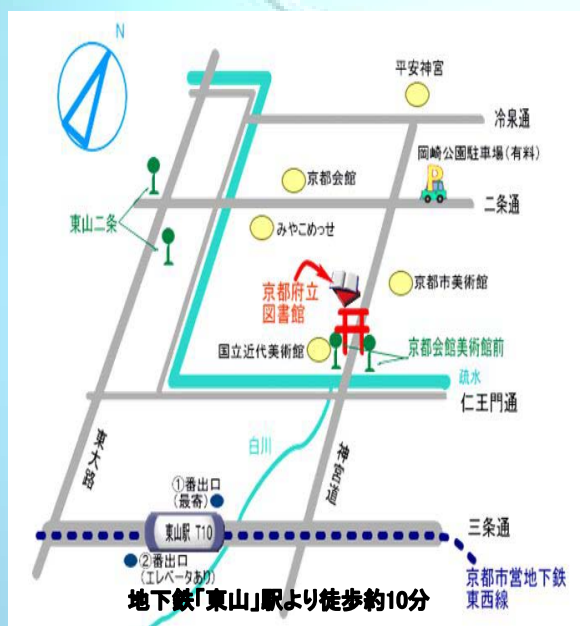 N
平安神宮
冷泉通
岡崎公園駐車場(有料)
P
京都会館
二条通
東山二条
みやこめっせ
京都府立
図書館
京都市美術館
国立近代美術館
京都会館美術館前
疏水
仁王門通
白川
東大路
神宮道
①番出口
(最寄)
東山駅 T10
三条通
②番出口
(エレベータあり)
京都市営地下鉄
東西線
地下鉄「東山」駅より徒歩約10分